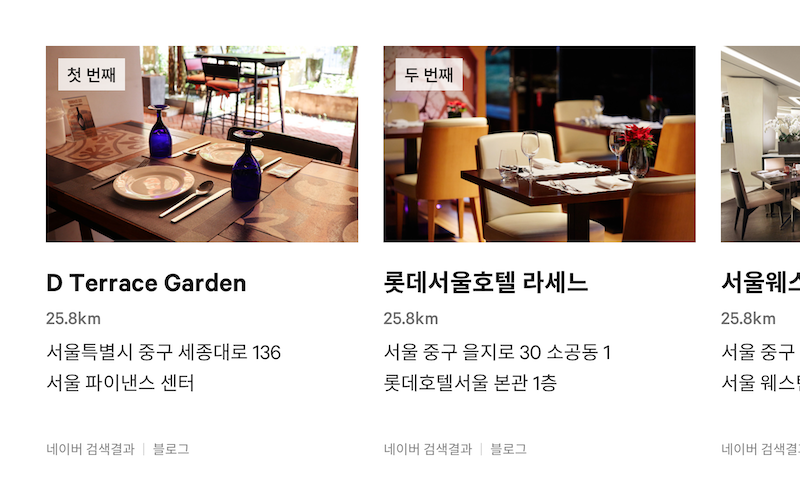 첫 번째
D Terrace Garden
25.8km
서울특별시 중구 세종대로 136
서울 파이낸스 센터
네이버 검색결과 | 블로그
두 번째
롯데서울호텔 라세느
25.8km
서울 중구 을지로 30 소공동 1
롯데호텔서울 본관 1층
네이버 검색결과 | 블로그
서울웨스
25.8km
서울 중구
서울 웨스
네이버 검색결